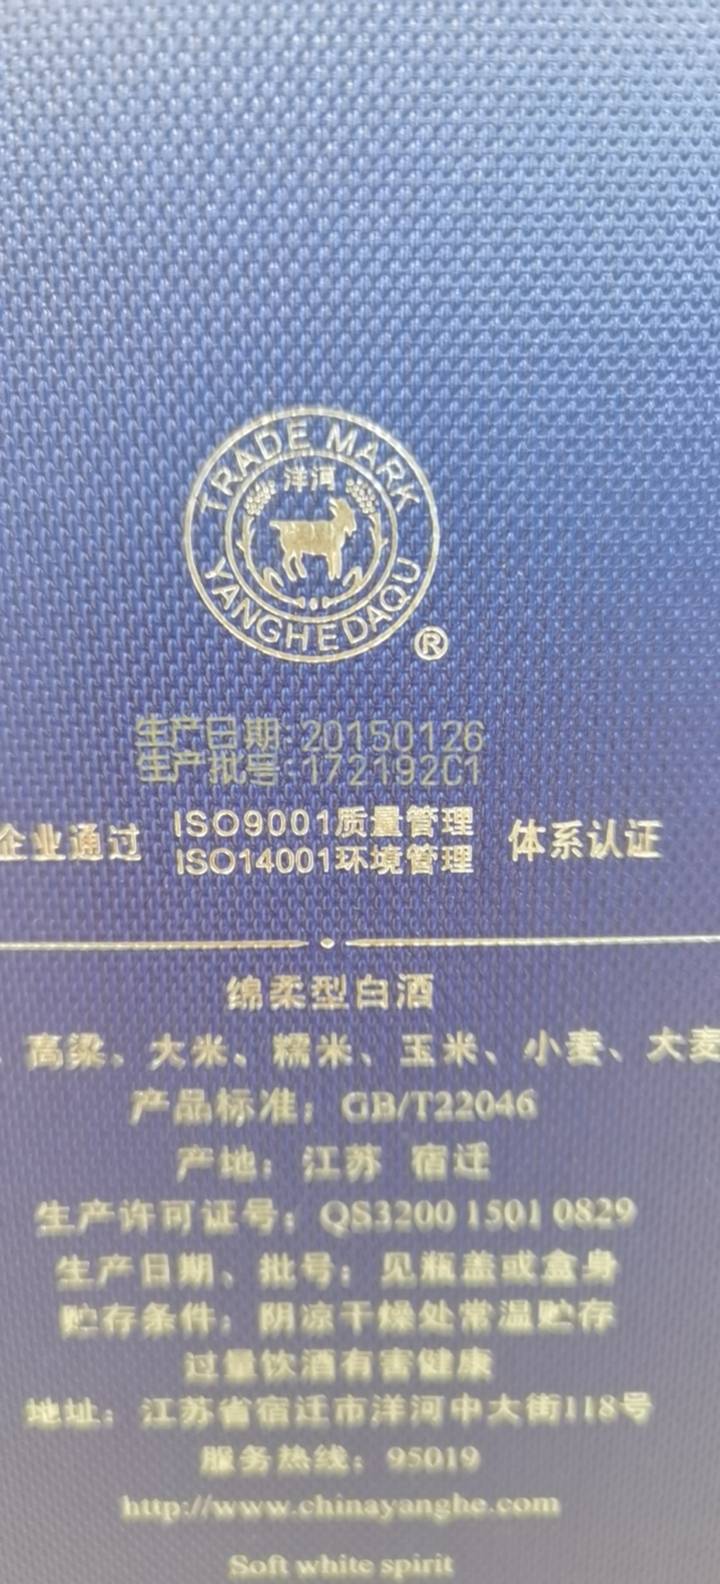 TRADE MARK
洋河
YANGHEDAQU
®
生产日期:20150126
生产批号:172192C1
企业通过 ISO9001质量管理 体系认证
ISO14001环境管理
绵柔型白酒
、高粱、大米、糯米、玉米、小麦、大麦
产品标准：GB/T22046
产地：江苏 宿迁
生产许可证号：QS3200 1501 0829
生产日期、批号：见瓶盖或盒身
贮存条件：阴凉干燥处常温贮存
过量饮酒有害健康
地址：江苏省宿迁市洋河中大街118号
服务热线：95019
http://www.chinayanghe.com
Soft white spirit